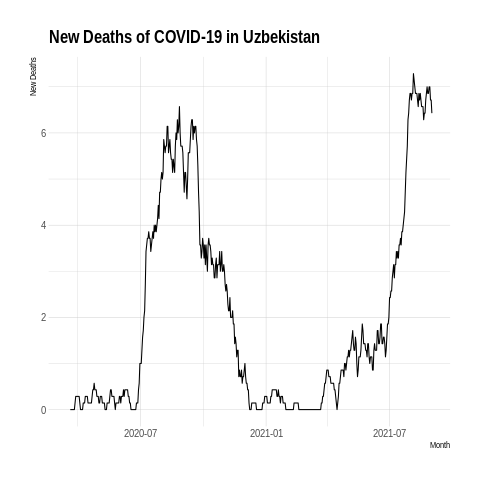 New Deaths of COVID-19 in Uzbekistan
New Deaths
6
4
2
0
2020-07
2021-01
2021-07
Month